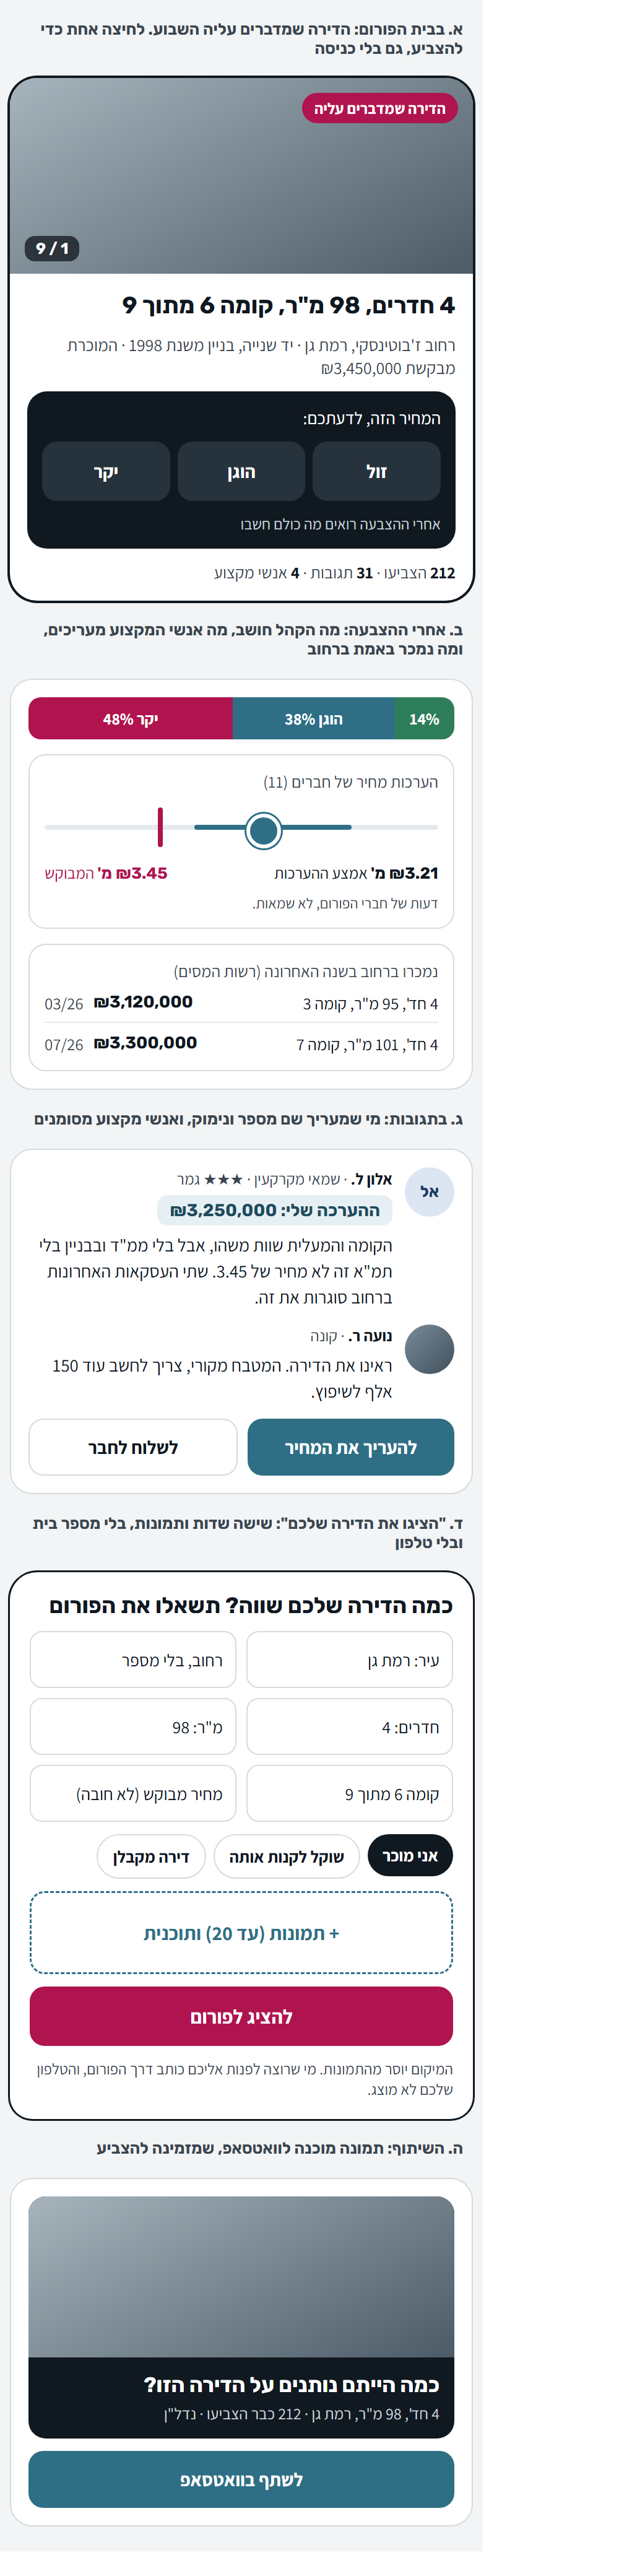 א. בבית הפורום: הדירה שמדברים עליה השבוע. לחיצה אחת כדי
להצביע, גם בלי כניסה
הדירה שמדברים עליה
1 / 9
4 חדרים, 98 מ"ר, קומה 6 מתוך 9
רחוב ז'בוטינסקי, רמת גן · יד שנייה, בניין משנת 1998 · המוכרת
מבקשת ₪3,450,000
המחיר הזה, לדעתכם:
זול
הוגן
יקר
אחרי ההצבעה רואים מה כולם חשבו
212 הצביעו · 31 תגובות · 4 אנשי מקצוע
ב. אחרי ההצבעה: מה הקהל חושב, מה אנשי המקצוע מעריכים,
ומה נמכר באמת ברחוב
14%
הוגן 38%
יקר 48%
הערכות מחיר של חברים (11)
₪3.21 מ' אמצע ההערכות
₪3.45 מ' המבוקש
דעות של חברי הפורום, לא שמאות.
נמכרו ברחוב בשנה האחרונה (רשות המסים)
4 חד', 95 מ"ר, קומה 3
₪3,120,000 03/26
4 חד', 101 מ"ר, קומה 7
₪3,300,000 07/26
ג. בתגובות: מי שמעריך שם מספר ונימוק, ואנשי מקצוע מסומנים
אל
אלון ל. · שמאי מקרקעין · ★★★ גמר
ההערכה שלי: ₪3,250,000
הקומה והמעלית שוות משהו, אבל בלי ממ"ד ובבניין בלי
תמ"א זה לא מחיר של 3.45. שתי העסקאות האחרונות
ברחוב סוגרות את זה.
נועה ר. · קונה
ראינו את הדירה. המטבח מקורי, צריך לחשב עוד 150
אלף לשיפוץ.
להעריך את המחיר
לשלוח לחבר
ד. "הציגו את הדירה שלכם": שישה שדות ותמונות, בלי מספר בית
ובלי טלפון
כמה הדירה שלכם שווה? תשאלו את הפורום
עיר: רמת גן
רחוב, בלי מספר
חדרים: 4
מ"ר: 98
קומה 6 מתוך 9
מחיר מבוקש (לא חובה)
אני מוכר
שוקל לקנות אותה
דירה מקבלן
+ תמונות (עד 20) ותוכנית
להציג לפורום
המיקום יוסר מהתמונות. מי שרוצה לפנות אליכם כותב דרך הפורום, והטלפון
שלכם לא מוצג.
ה. השיתוף: תמונה מוכנה לוואטסאפ, שמזמינה להצביע
כמה הייתם נותנים על הדירה הזו?
4 חד', 98 מ"ר, רמת גן · 212 כבר הצביעו · נדל"ן
לשתף בוואטסאפ